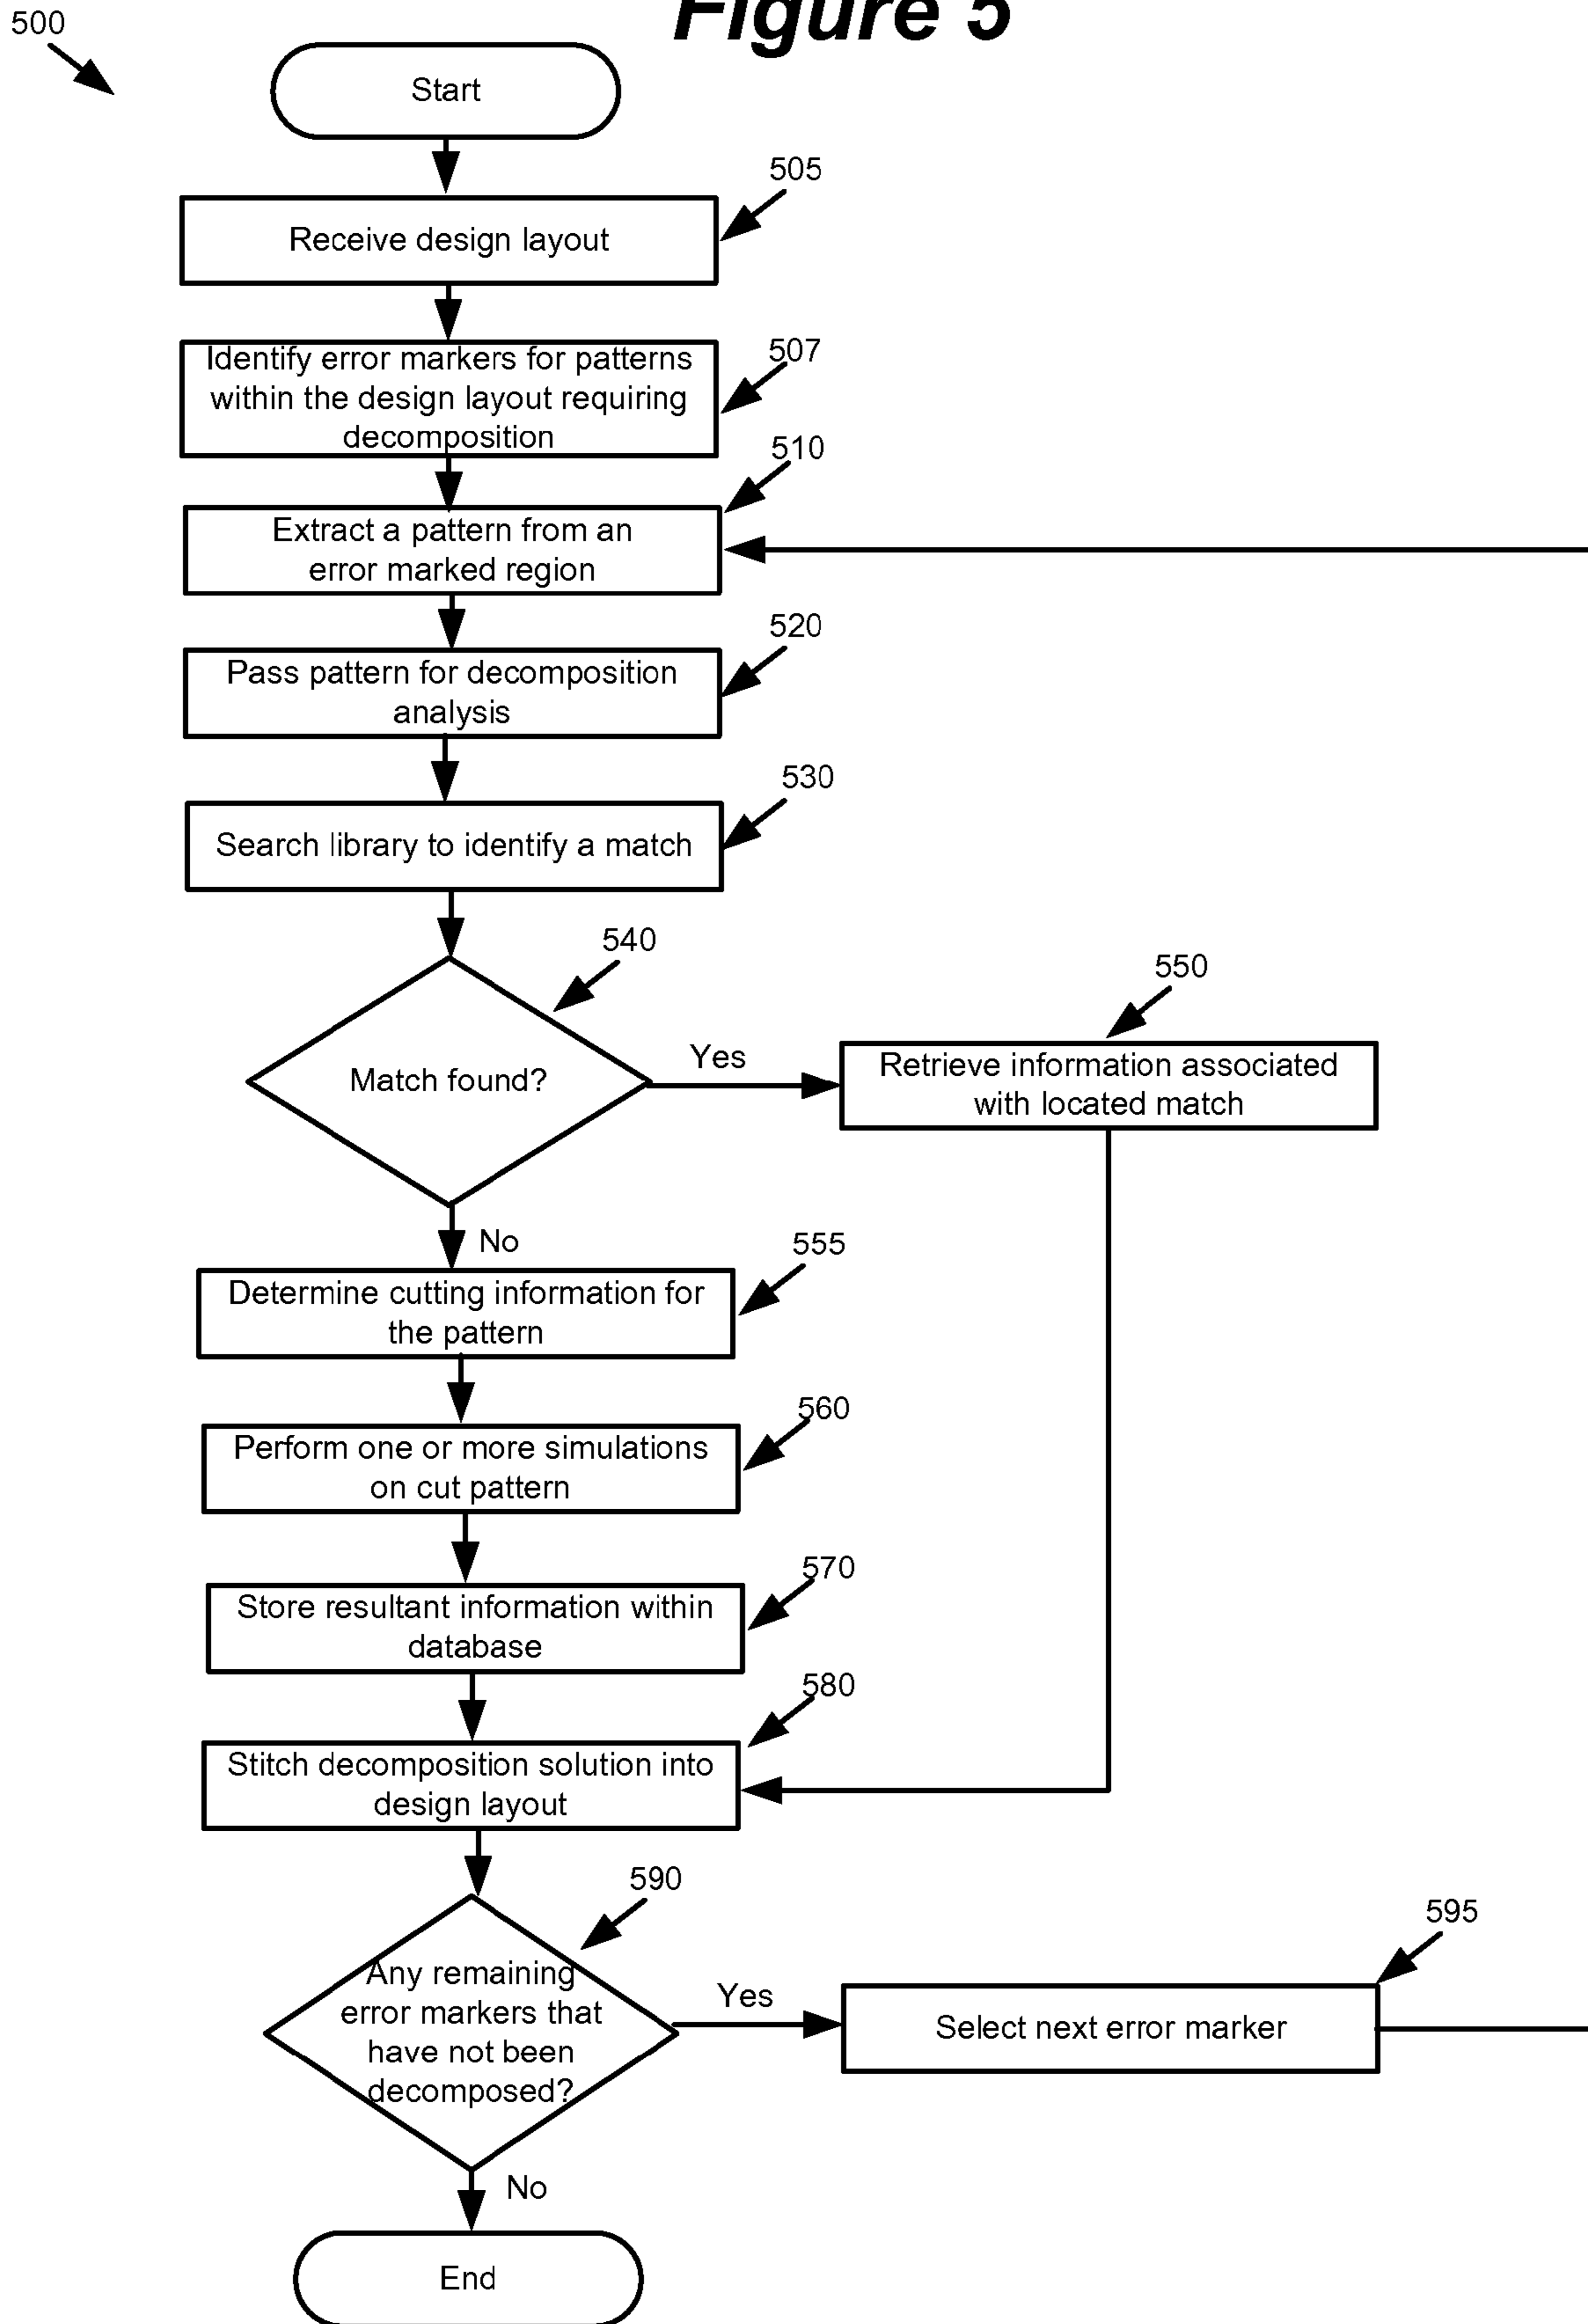 Figure 5
500
Start
505
Receive design layout
507
Identify error markers for patterns
within the design layout requiring
decomposition
510
Extract a pattern from an
error marked region
520
Pass pattern for decomposition
analysis
530
Search library to identify a match
540
Match found?
Yes
550
Retrieve information associated
with located match
No
555
Determine cutting information for
the pattern
560
Perform one or more simulations
on cut pattern
570
Store resultant information within
database
580
Stitch decomposition solution into
design layout
590
Any remaining
error markers that
have not been
decomposed?
Yes
595
Select next error marker
No
End